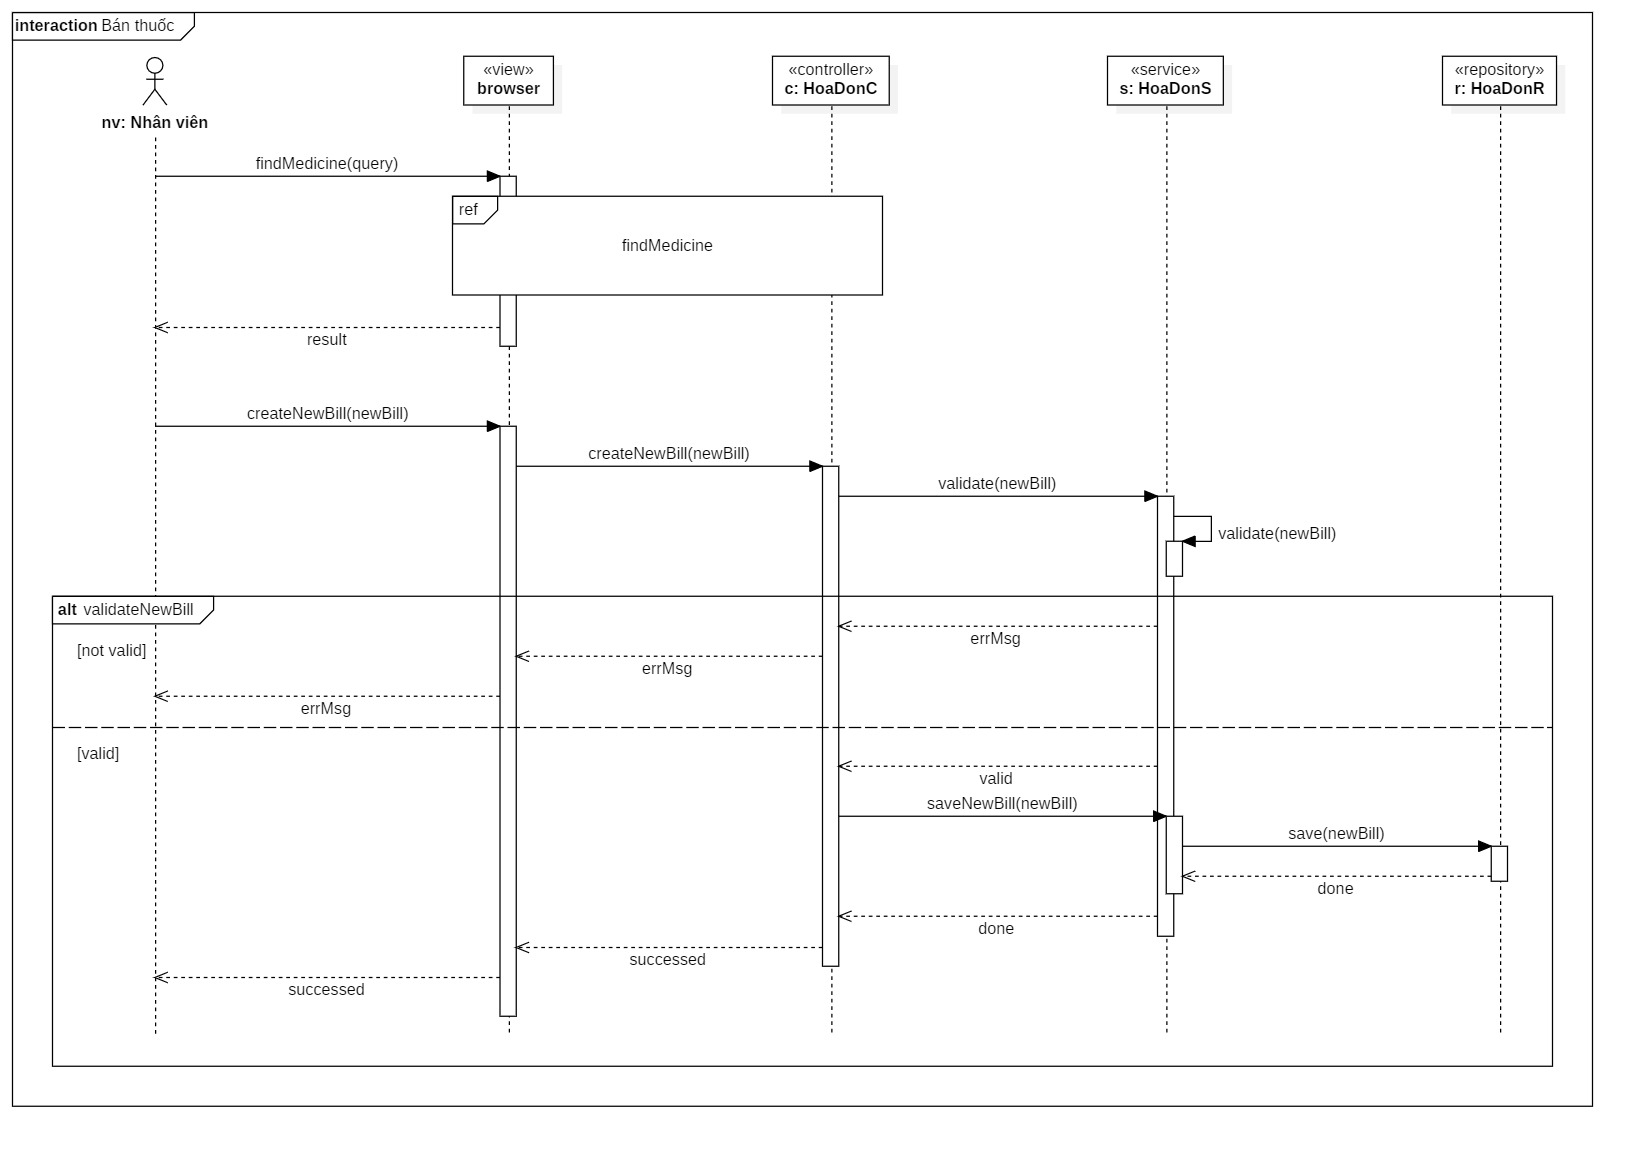 interaction Bán thuốc
«view»
browser
«controller»
c: HoaDonC
«service»
s: HoaDonS
«repository»
r: HoaDonR
nv: Nhân viên
findMedicine(query)
ref
findMedicine
result
createNewBill(newBill)
createNewBill(newBill)
validate(newBill)
validate(newBill)
alt validateNewBill
errMsg
[not valid]
errMsg
errMsg
[valid]
valid
saveNewBill(newBill)
save(newBill)
done
done
successed
successed